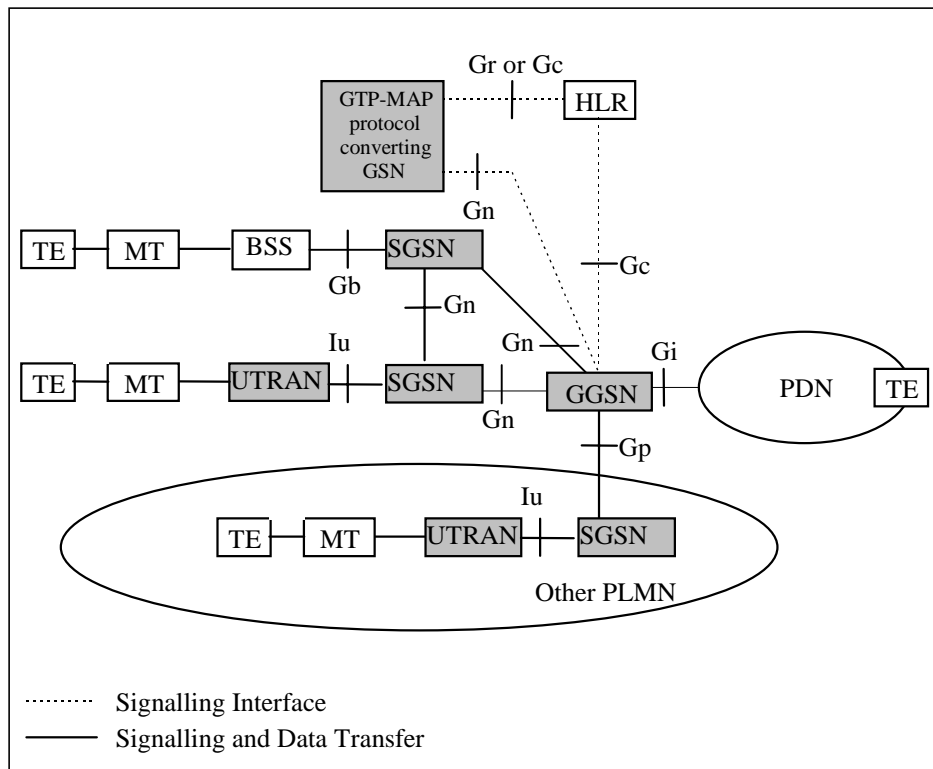 Gr or Gc
GTP-MAP
protocol
converting
GSN
HLR
Gn
TE
MT
BSS
SGSN
Gb
Gn
Gc
Iu
Gn
Gi
TE
MT
UTRAN
SGSN
Gn
GGSN
PDN
TE
Gp
Iu
TE
MT
UTRAN
SGSN
Other PLMN
Signalling Interface
Signalling and Data Transfer